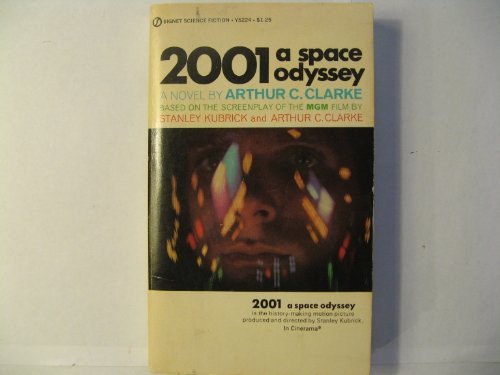 SIGNET SCIENCE FICTION • Y5224 • $1.25
2001 a space odyssey
A NOVEL BY ARTHUR C. CLARKE
BASED ON THE SCREENPLAY OF THE MGM FILM BY
STANLEY KUBRICK and ARTHUR C. CLARKE
2001 a space odyssey
is the history-making motion picture
produced and directed by Stanley Kubrick.
In Cinerama®